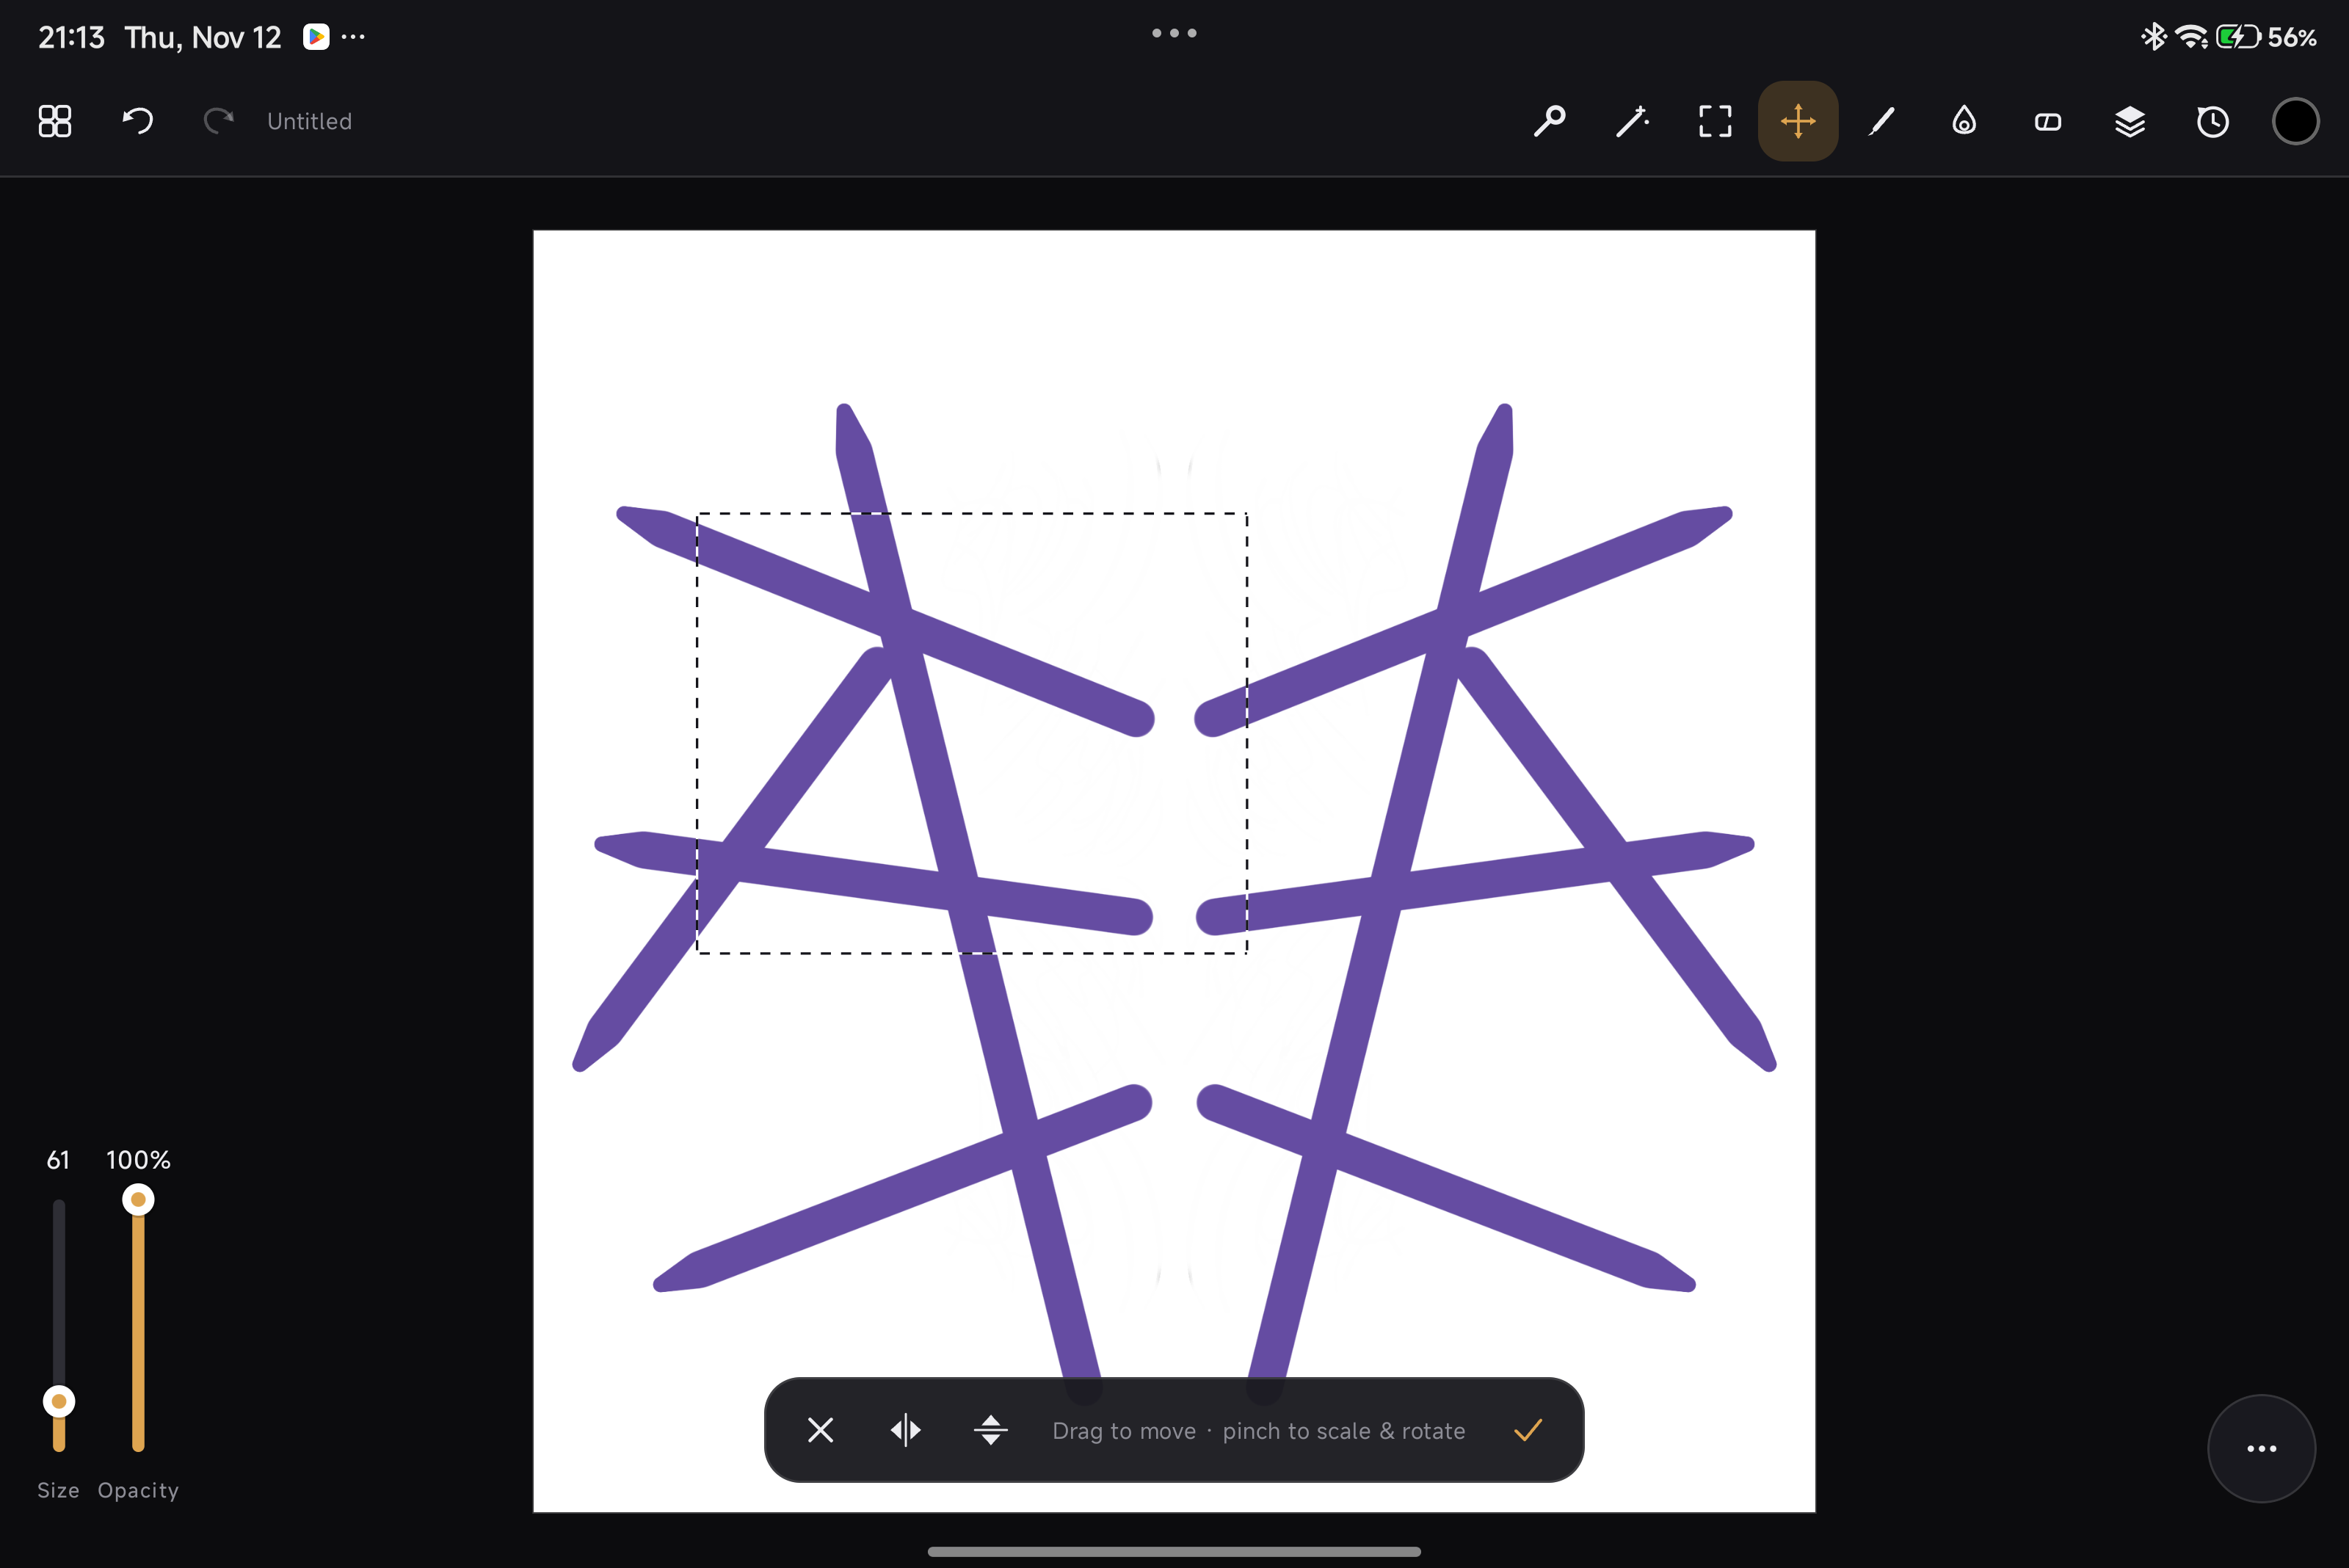 21:13 Thu, Nov 12 56%
Untitled
61 100%
Size Opacity
Drag to move · pinch to scale & rotate